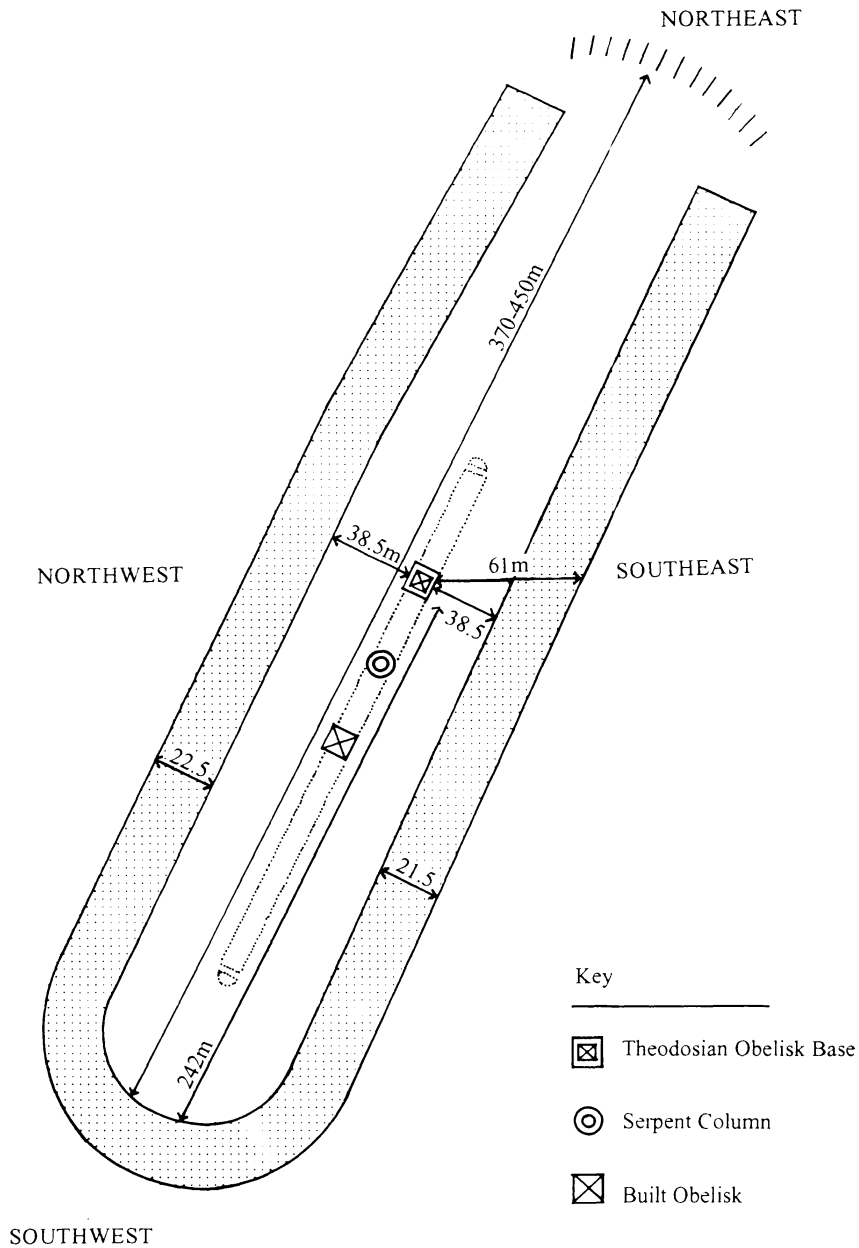 NORTHEAST
370-450m
38.5m
NORTHWEST
61m
SOUTHEAST
38.5
22.5
21.5
242m
Key
Theodosian Obelisk Base
Serpent Column
Built Obelisk
SOUTHWEST